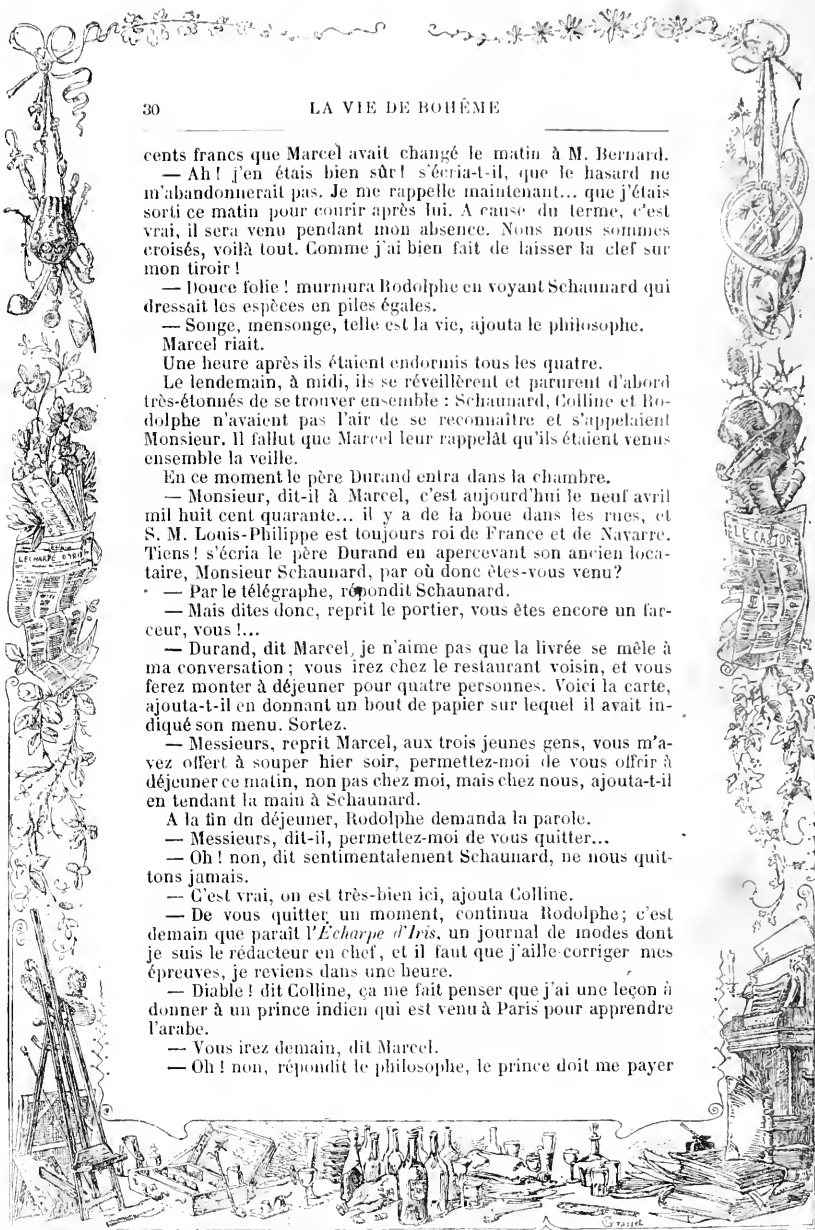 30 LA VIE DE BOHÊME
cents francs que Marcel avait changé le matin à M. Bernard.
— Ah ! j'en étais bien sûr ! s'écria-t-il, que le hasard ne
m'abandonnerait pas. Je me rappelle maintenant... que j'étais
sorti ce matin pour courir après lui. A cause du terme, c'est
vrai, il sera venu pendant mon absence. Nous nous sommes
croisés, voilà tout. Comme j'ai bien fait de laisser la clef sur
mon tiroir !
— Douce folie ! murmura Rodolphe en voyant Schaunard qui
dressait les espèces en piles égales.
— Songe, mensonge, telle est la vie, ajouta le philosophe.
Marcel riait.
Une heure après ils étaient endormis tous les quatre.
Le lendemain, à midi, ils se réveillèrent et parurent d'abord
très-étonnés de se trouver ensemble : Schaunard, Colline et Ro-
dolphe n'avaient pas l'air de se reconnaître et s'appelaient
Monsieur. Il fallut que Marcel leur rappelât qu'ils étaient venus
ensemble la veille.
En ce moment le père Durand entra dans la chambre.
— Monsieur, dit-il à Marcel, c'est aujourd'hui le neuf avril
mil huit cent quarante... il y a de la boue dans les rues, et
S. M. Louis-Philippe est toujours roi de France et de Navarre.
Tiens ! s'écria le père Durand en apercevant son ancien loca-
taire, Monsieur Schaunard, par où donc êtes-vous venu?
— Par le télégraphe, répondit Schaunard.
— Mais dites donc, reprit le portier, vous êtes encore un far-
ceur, vous !...
— Durand, dit Marcel, je n'aime pas que la livrée se mêle à
ma conversation ; vous irez chez le restaurant voisin, et vous
ferez monter à déjeuner pour quatre personnes. Voici la carte,
ajouta-t-il en donnant un bout de papier sur lequel il avait in-
diqué son menu. Sortez.
— Messieurs, reprit Marcel, aux trois jeunes gens, vous m'a-
vez offert à souper hier soir, permettez-moi de vous offrir à
déjeuner ce matin, non pas chez moi, mais chez nous, ajouta-t-il
en tendant la main à Schaunard.
A la fin dn déjeuner, Rodolphe demanda la parole.
— Messieurs, dit-il, permettez-moi de vous quitter...
— Oh ! non, dit sentimentalement Schaunard, ne nous quit-
tons jamais.
— C'est vrai, on est très-bien ici, ajouta Colline.
— De vous quitter un moment, continua Rodolphe; c'est
demain que paraît l'Écharpe d'Iris, un journal de modes dont
je suis le rédacteur en chef, et il faut que j'aille corriger mes
épreuves, je reviens dans une heure.
— Diable ! dit Colline, ça me fait penser que j'ai une leçon à
donner à un prince indien qui est venu à Paris pour apprendre
l'arabe.
— Vous irez demain, dit Marcel.
— Oh ! non, répondit le philosophe, le prince doit me payer
L'ECHARPE D'IRIS
LE CASTOR
Grasset